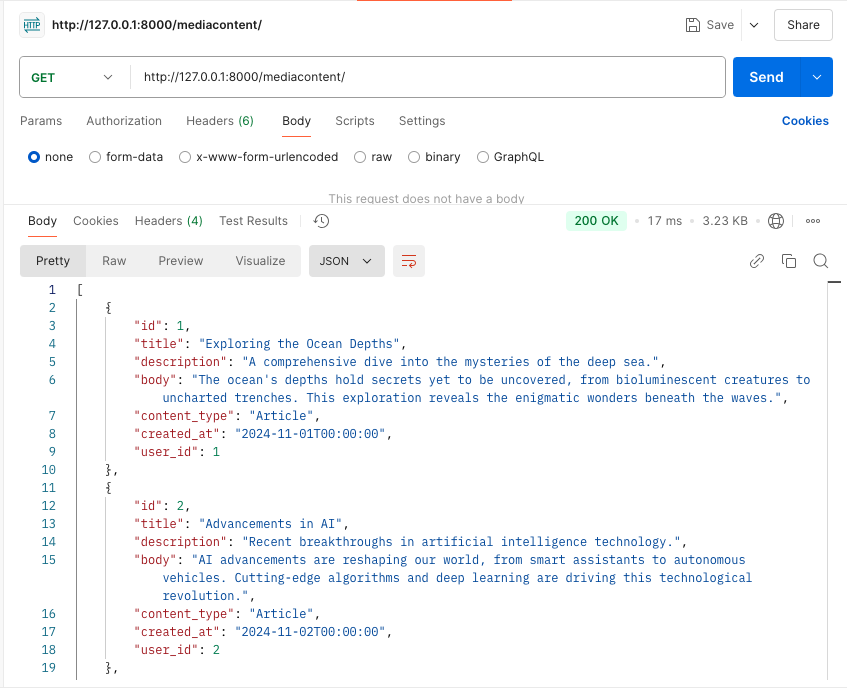 HTTP http://127.0.0.1:8000/mediacontent/ Save Share
GET http://127.0.0.1:8000/mediacontent/ Send
Params Authorization Headers (6) Body Scripts Settings Cookies
none form-data x-www-form-urlencoded raw binary GraphQL
This request does not have a body
Body Cookies Headers (4) Test Results 200 OK • 17 ms • 3.23 KB •
Pretty Raw Preview Visualize JSON
1 [
2 {
3 "id": 1,
4 "title": "Exploring the Ocean Depths",
5 "description": "A comprehensive dive into the mysteries of the deep sea.",
6 "body": "The ocean's depths hold secrets yet to be uncovered, from bioluminescent creatures to
uncharted trenches. This exploration reveals the enigmatic wonders beneath the waves.",
7 "content_type": "Article",
8 "created_at": "2024-11-01T00:00:00",
9 "user_id": 1
10 },
11 {
12 "id": 2,
13 "title": "Advancements in AI",
14 "description": "Recent breakthroughs in artificial intelligence technology.",
15 "body": "AI advancements are reshaping our world, from smart assistants to autonomous
vehicles. Cutting-edge algorithms and deep learning are driving this technological
revolution.",
16 "content_type": "Article",
17 "created_at": "2024-11-02T00:00:00",
18 "user_id": 2
19 },